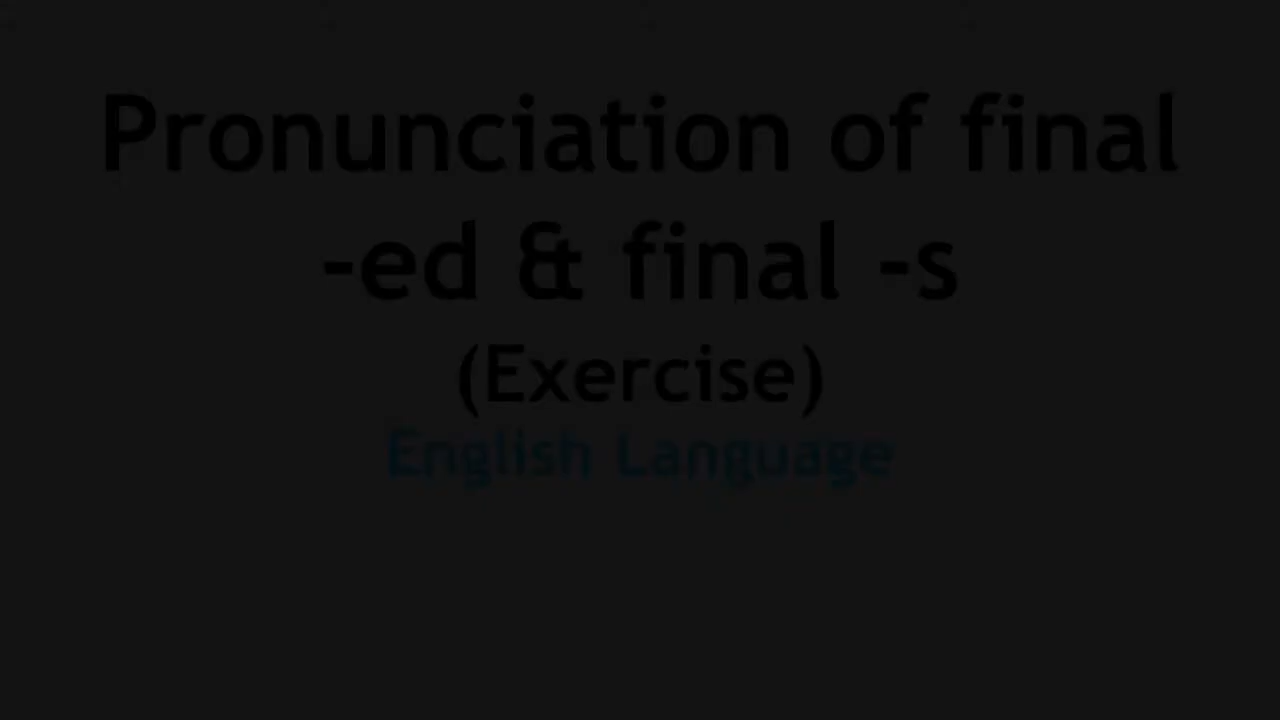 Pronunciation of final
-ed & final -s
(Exercise)
English Language